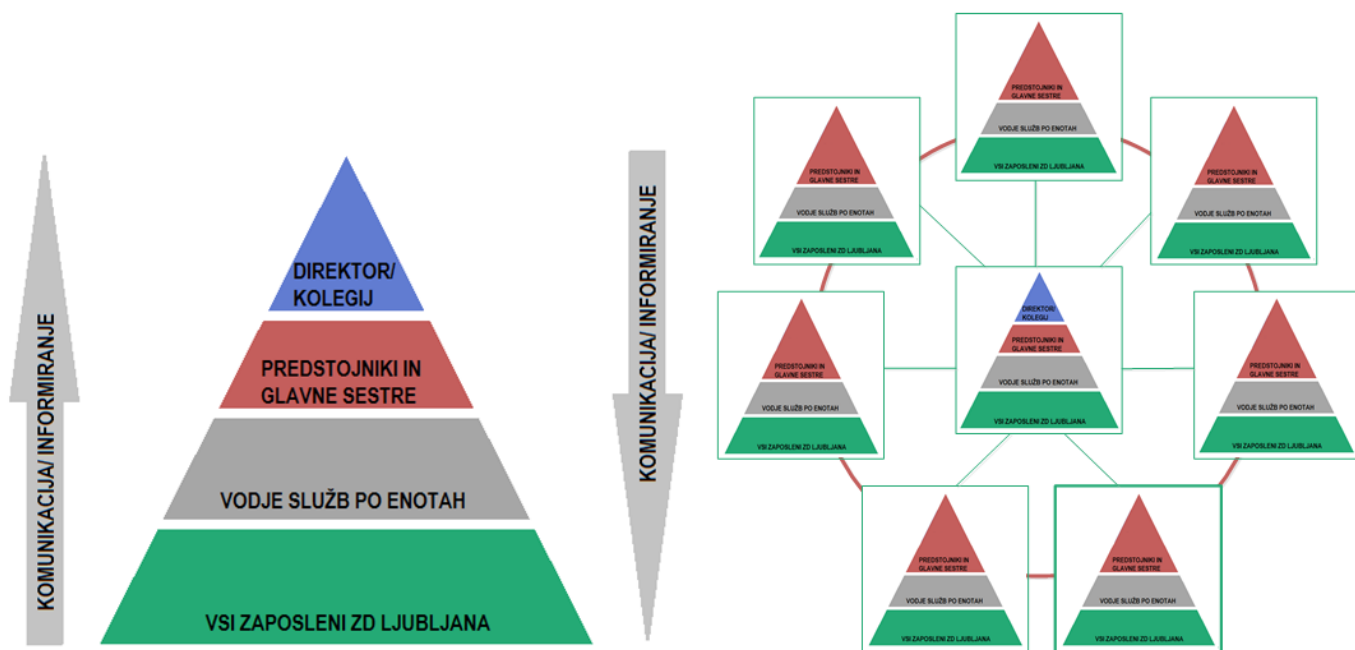 KOMUNIKACIJA/ INFORMIRANJE
DIREKTOR/
KOLEGIJ
PREDSTOJNIKI IN
GLAVNE SESTRE
VODJE SLUŽB PO ENOTAH
VSI ZAPOSLENI ZD LJUBLJANA
KOMUNIKACIJA/ INFORMIRANJE
PREDSTOJNIKI IN
GLAVNE SESTRE
VODJE SLUŽB PO ENOTAH
VSI ZAPOSLENI ZD LJUBLJANA
PREDSTOJNIKI IN
GLAVNE SESTRE
VODJE SLUŽB PO ENOTAH
VSI ZAPOSLENI ZD LJUBLJANA
PREDSTOJNIKI IN
GLAVNE SESTRE
VODJE SLUŽB PO ENOTAH
VSI ZAPOSLENI ZD LJUBLJANA
PREDSTOJNIKI IN
GLAVNE SESTRE
VODJE SLUŽB PO ENOTAH
VSI ZAPOSLENI ZD LJUBLJANA
DIREKTOR/
KOLEGIJ
PREDSTOJNIKI IN
GLAVNE SESTRE
VODJE SLUŽB PO ENOTAH
VSI ZAPOSLENI ZD LJUBLJANA
PREDSTOJNIKI IN
GLAVNE SESTRE
VODJE SLUŽB PO ENOTAH
VSI ZAPOSLENI ZD LJUBLJANA
PREDSTOJNIKI IN
GLAVNE SESTRE
VODJE SLUŽB PO ENOTAH
VSI ZAPOSLENI ZD LJUBLJANA
PREDSTOJNIKI IN
GLAVNE SESTRE
VODJE SLUŽB PO ENOTAH
VSI ZAPOSLENI ZD LJUBLJANA